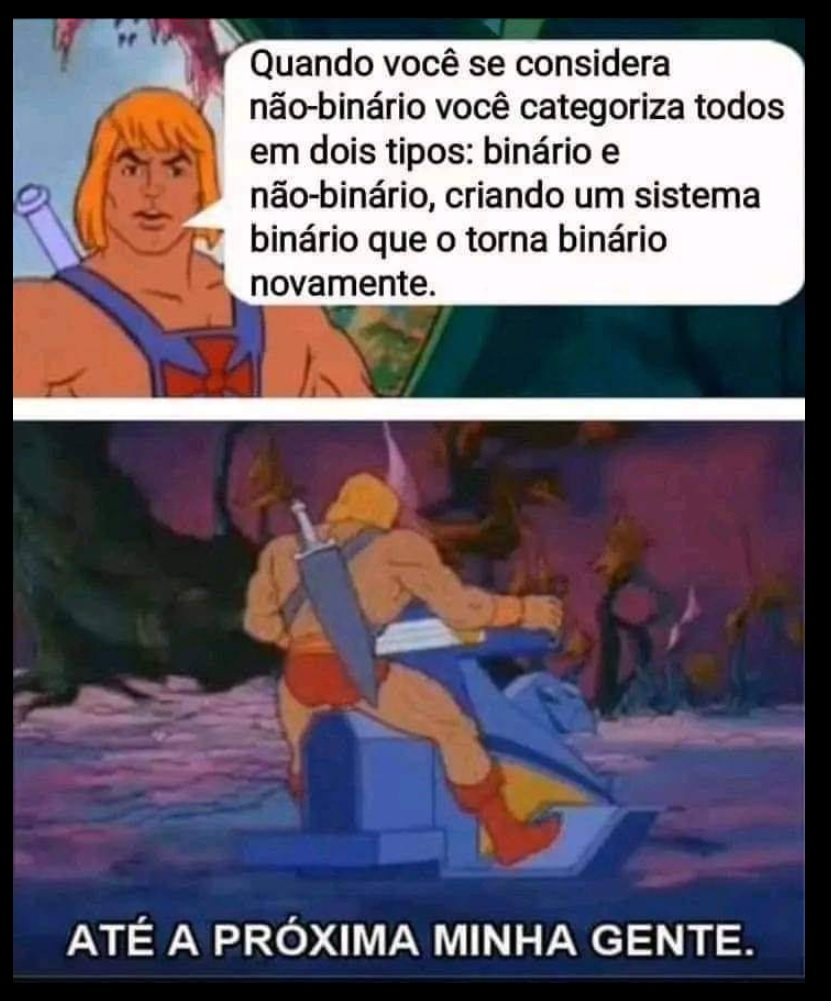 Quando você se considera
não-binário você categoriza todos
em dois tipos: binário e
não-binário, criando um sistema
binário que o torna binário
novamente.
ATÉ A PRÓXIMA MINHA GENTE.